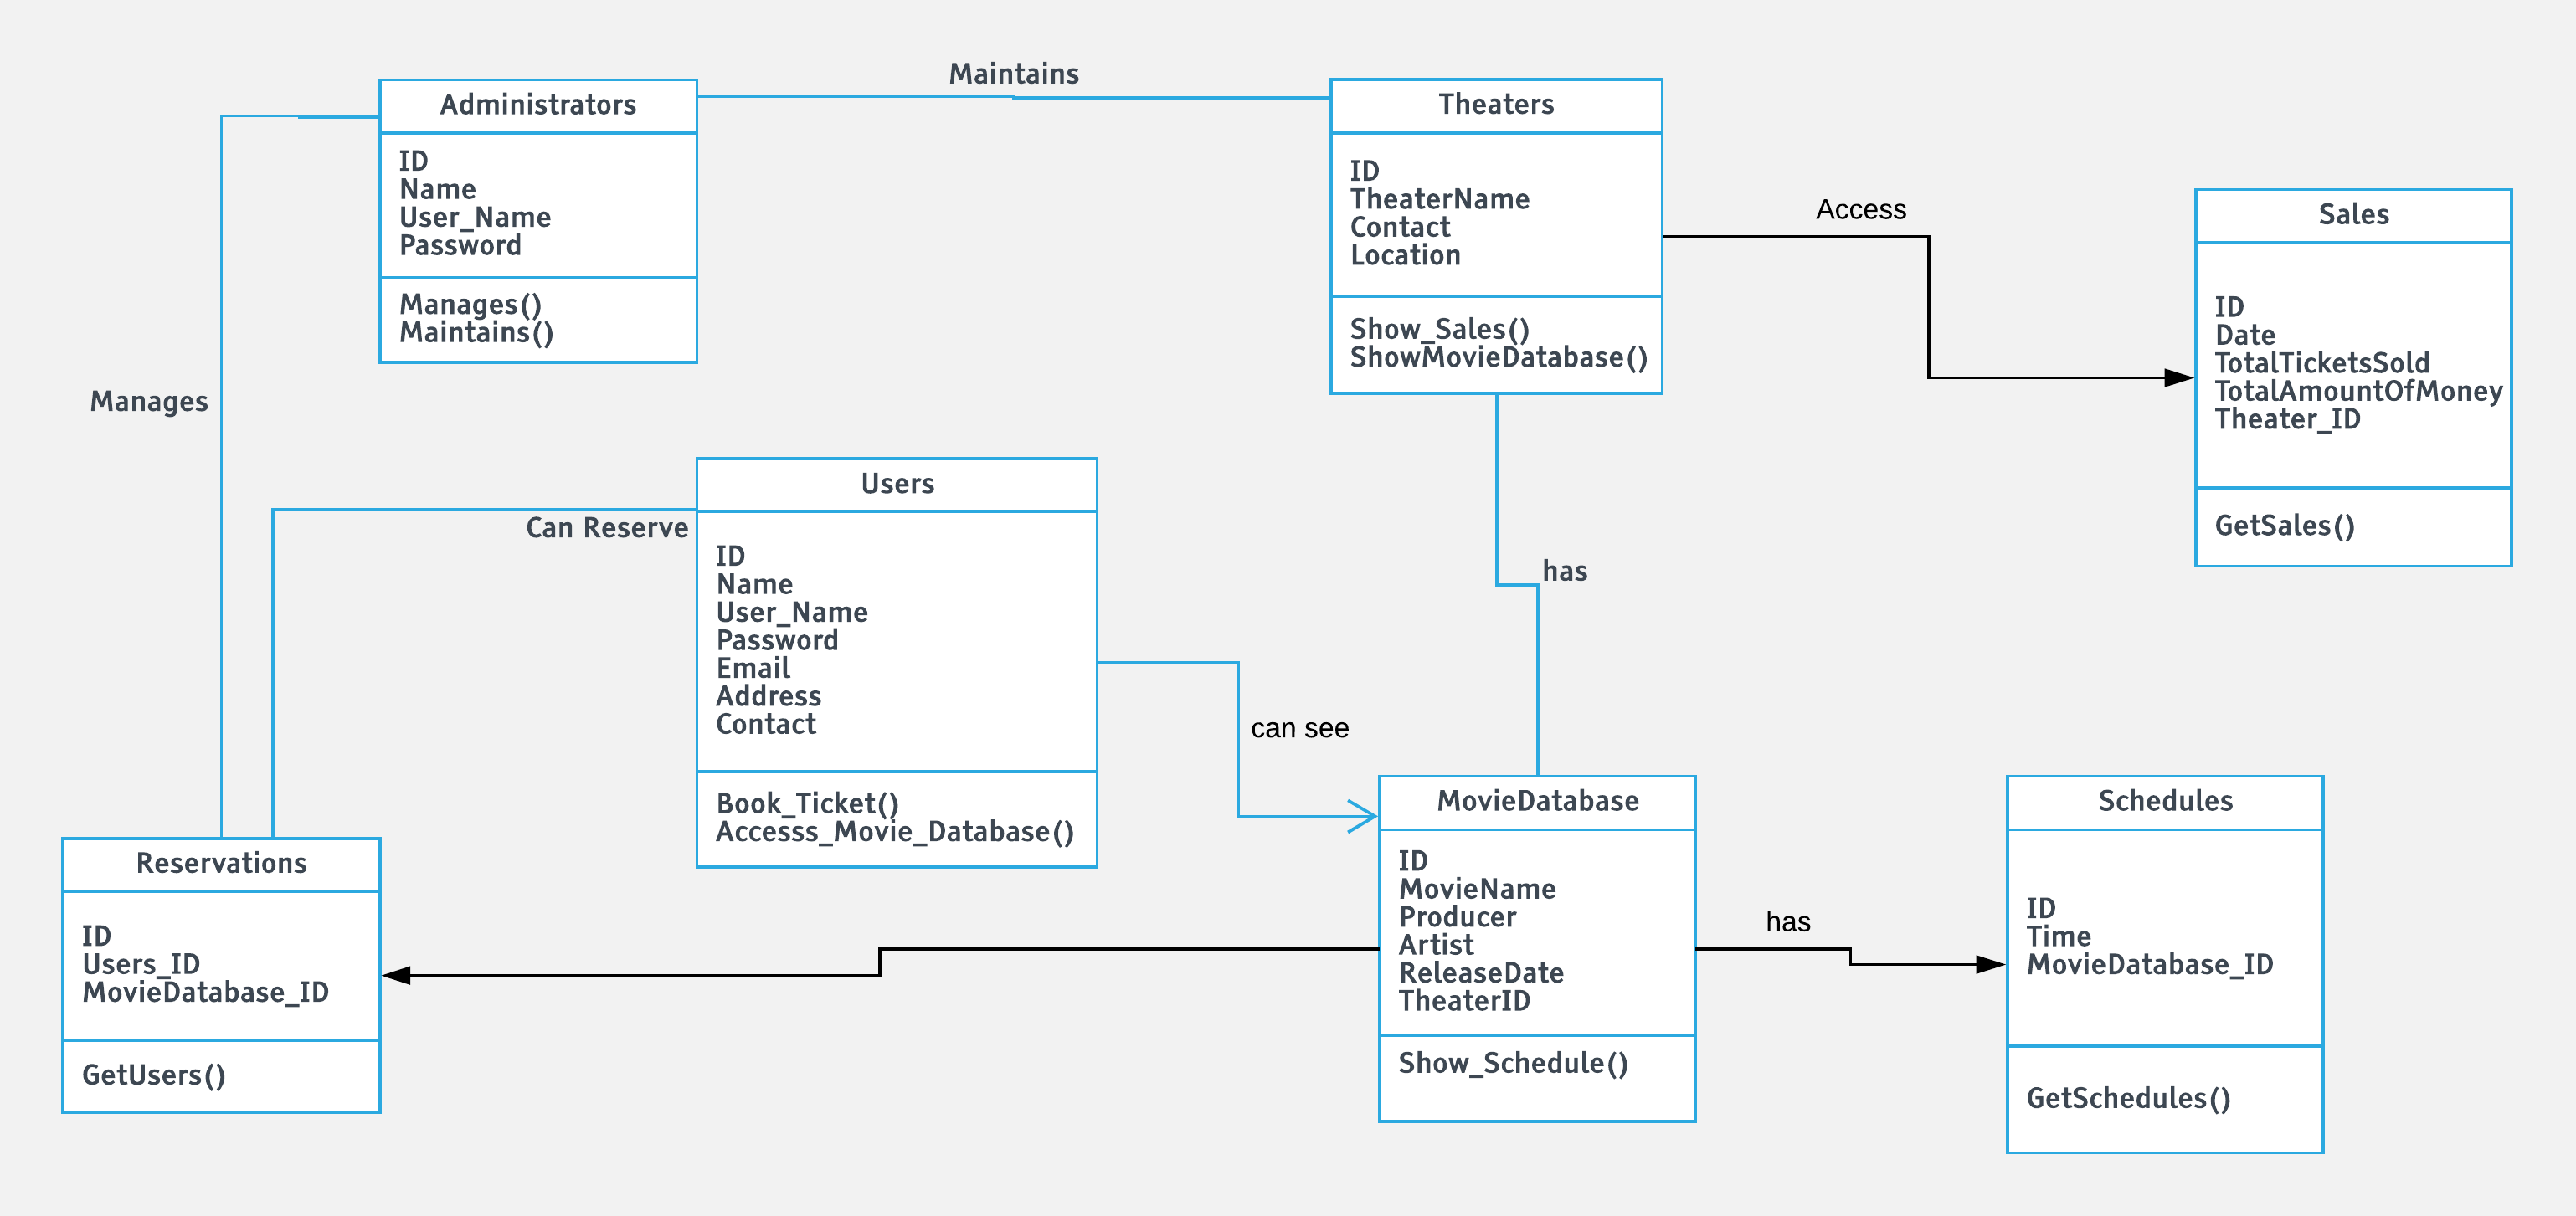 Maintains
Administrators
ID
Name
User_Name
Password
Manages()
Maintains()
Theaters
ID
TheaterName
Contact
Location
Show_Sales()
ShowMovieDatabase()
Access
Sales
ID
Date
TotalTicketsSold
TotalAmountOfMoney
Theater_ID
GetSales()
Manages
Can Reserve
Users
ID
Name
User_Name
Password
Email
Address
Contact
Book_Ticket()
Accesss_Movie_Database()
has
can see
Reservations
ID
Users_ID
MovieDatabase_ID
GetUsers()
MovieDatabase
ID
MovieName
Producer
Artist
ReleaseDate
TheaterID
Show_Schedule()
has
Schedules
ID
Time
MovieDatabase_ID
GetSchedules()